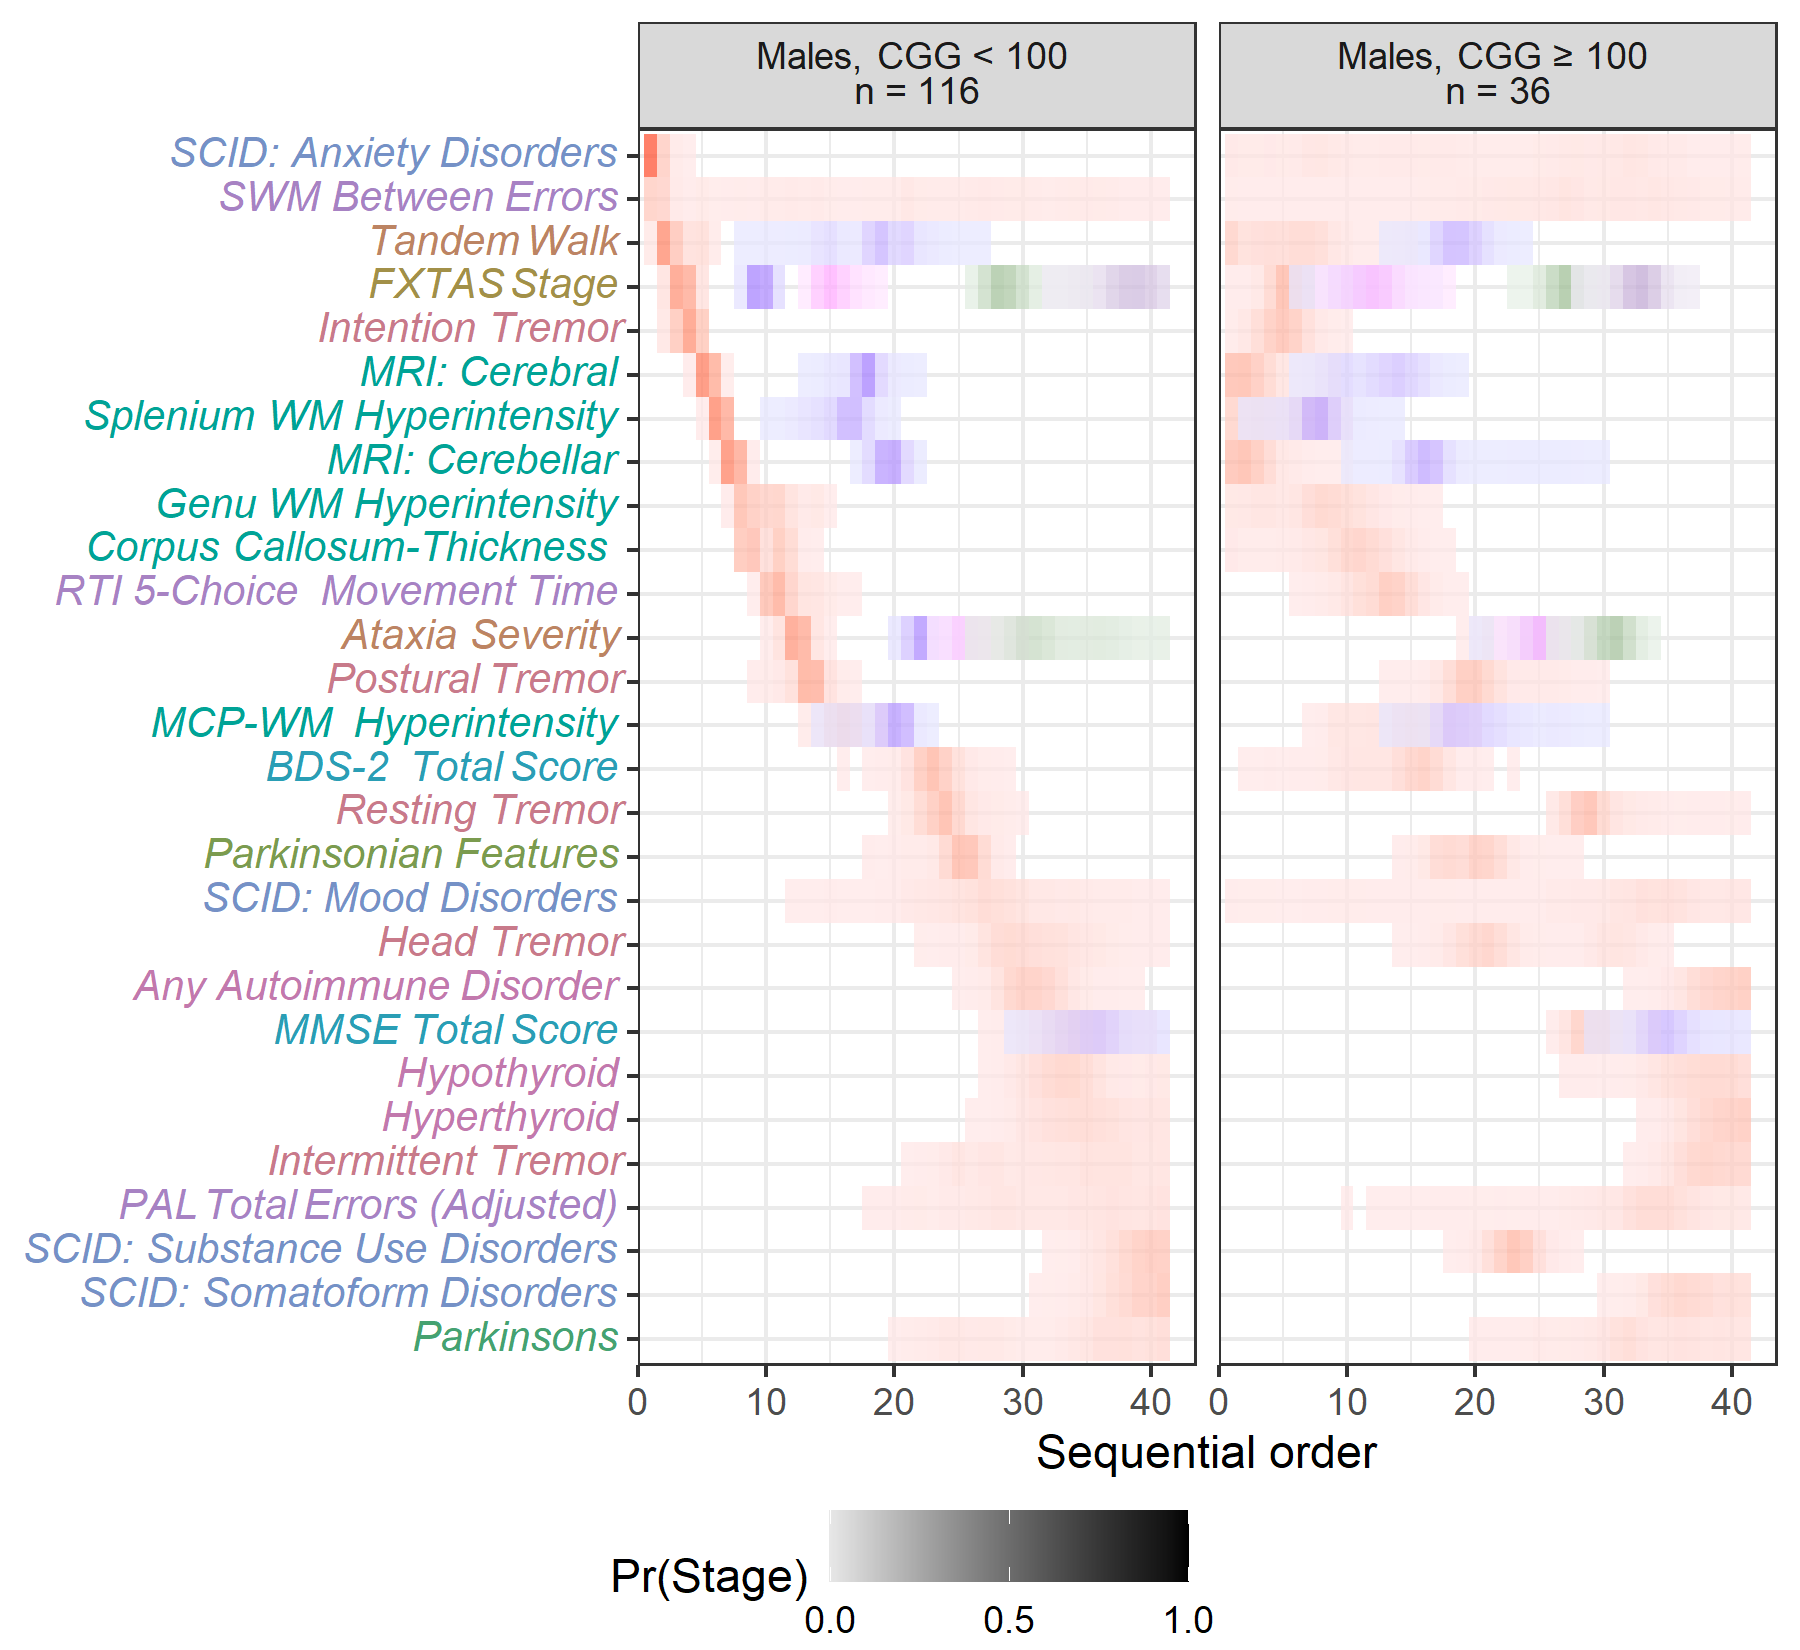 Males, CGG < 100
n = 116
Males, CGG ≥ 100
n = 36
SCID: Anxiety Disorders
SWM Between Errors
Tandem Walk
FXTAS Stage
Intention Tremor
MRI: Cerebral
Splenium WM Hyperintensity
MRI: Cerebellar
Genu WM Hyperintensity
Corpus Callosum-Thickness
RTI 5-Choice Movement Time
Ataxia Severity
Postural Tremor
MCP-WM Hyperintensity
BDS-2 Total Score
Resting Tremor
Parkinsonian Features
SCID: Mood Disorders
Head Tremor
Any Autoimmune Disorder
MMSE Total Score
Hypothyroid
Hyperthyroid
Intermittent Tremor
PAL Total Errors (Adjusted)
SCID: Substance Use Disorders
SCID: Somatoform Disorders
Parkinsons
0 10 20 30 40 0 10 20 30 40
Sequential order
Pr(Stage)
0.0 0.5 1.0